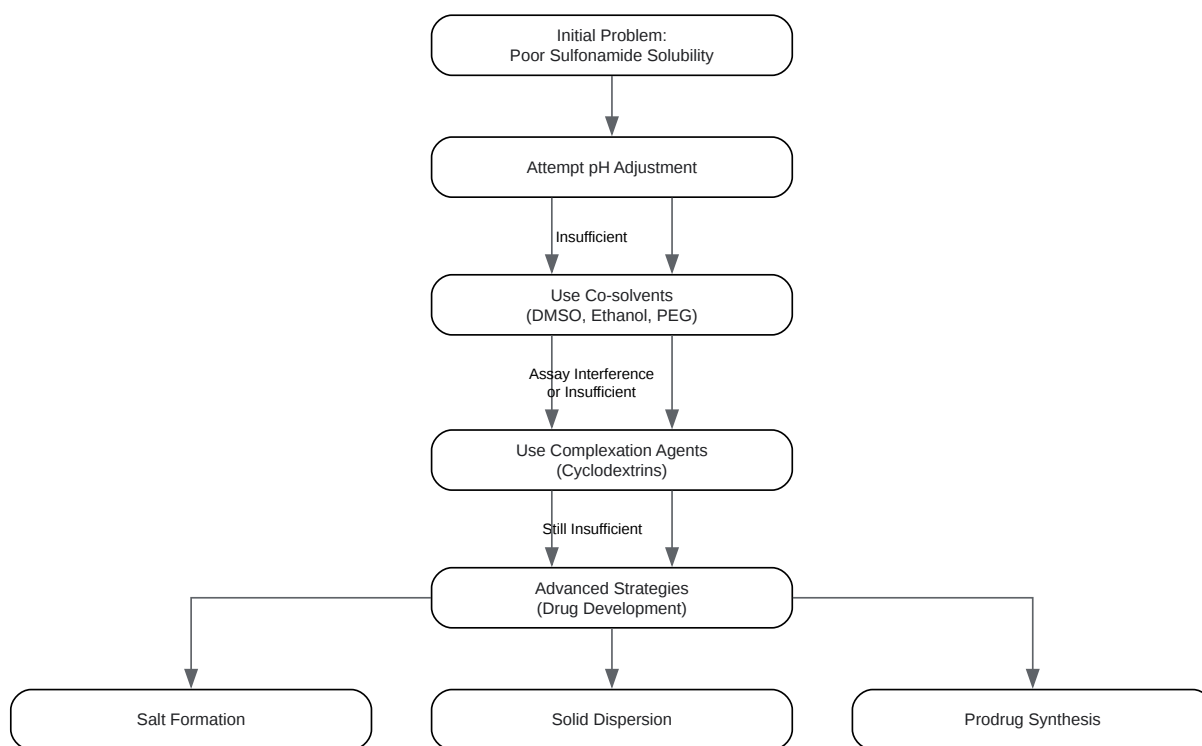 Initial Problem:
Poor Sulfonamide Solubility
Attempt pH Adjustment
Insufficient
Use Co-solvents
(DMSO, Ethanol, PEG)
Assay Interference
or Insufficient
Use Complexation Agents
(Cyclodextrins)
Still Insufficient
Advanced Strategies
(Drug Development)
Salt Formation
Solid Dispersion
Prodrug Synthesis